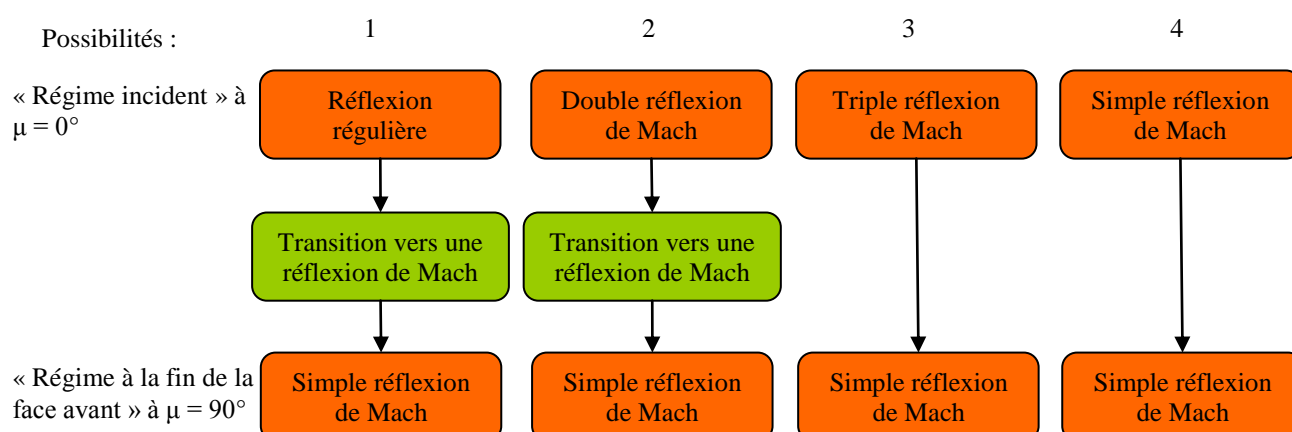 Possibilités :
1
2
3
4
« Régime incident » à
μ = 0°
Réflexion
régulière
Double réflexion
de Mach
Triple réflexion
de Mach
Simple réflexion
de Mach
Transition vers une
réflexion de Mach
Transition vers une
réflexion de Mach
« Régime à la fin de la
face avant » à μ = 90°
Simple réflexion
de Mach
Simple réflexion
de Mach
Simple réflexion
de Mach
Simple réflexion
de Mach